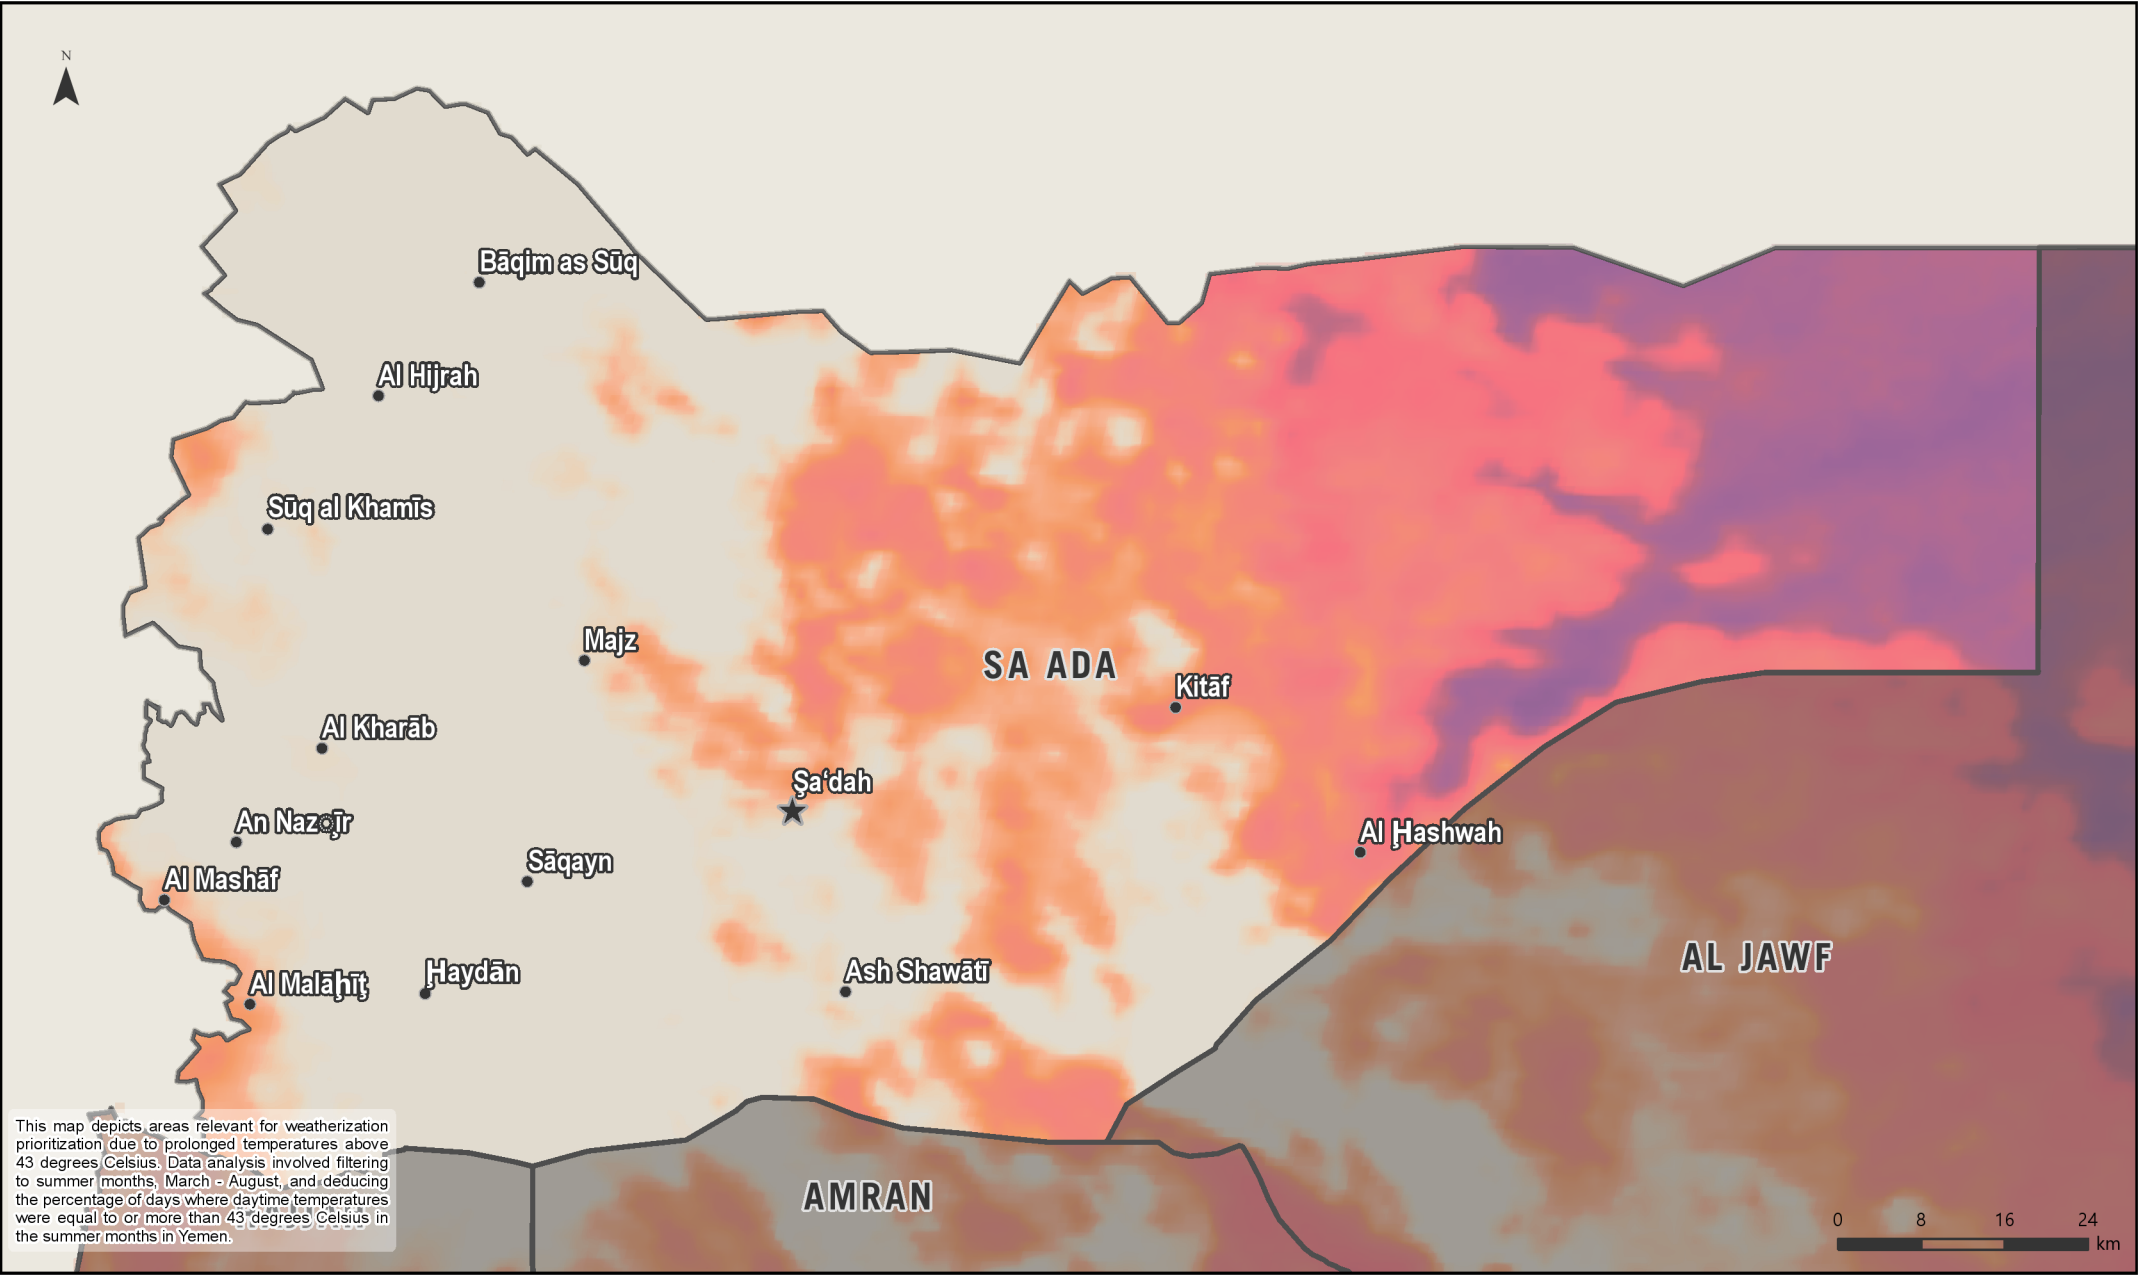 N
Bāqim as Sūq
Al Hijrah
Sūq al Khamīs
Majz
SA ADA
Kitāf
Al Kharāb
Şa‘dah
An Naz̧īr
Al Ḩashwah
Sāqayn
Al Mashāf
AL JAWF
Ash Shawātī
Ḩaydān
Al Malāḩīţ
This map depicts areas relevant for weatherization
prioritization due to prolonged temperatures above
43 degrees Celsius. Data analysis involved filtering
to summer months, March - August, and deducing
the percentage of days where daytime temperatures
were equal to or more than 43 degrees Celsius in
the summer months in Yemen.
AMRAN
0 8 16 24
km